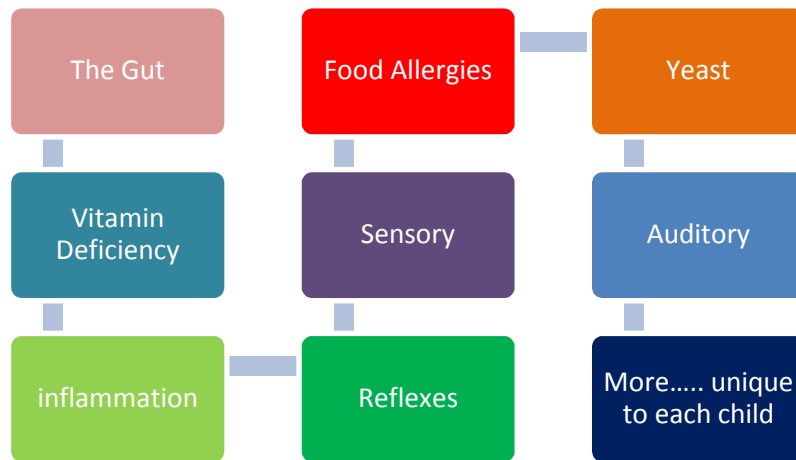 The Gut
Vitamin
Deficiency
inflammation
Reflexes
Sensory
Food Allergies
Yeast
Auditory
More….. unique
to each child